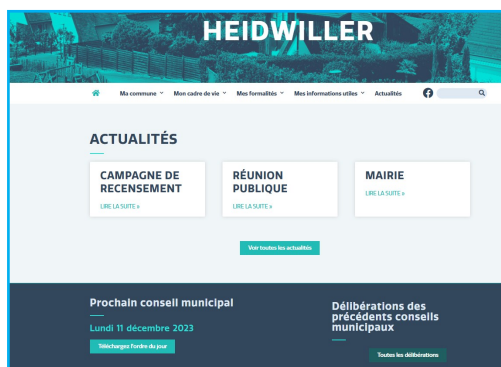 HEIDWILLER
Ma commune Mon cadre de vie Mes formalités Mes informations utiles Actualités
ACTUALITÉS
CAMPAGNE DE
RECENSEMENT
LIRE LA SUITE »
RÉUNION
PUBLIQUE
LIRE LA SUITE »
MAIRIE
LIRE LA SUITE »
Voir toutes les actualités
Prochain conseil municipal
Lundi 11 décembre 2023
Téléchargez l'ordre du jour
Délibérations des
précédents conseils
municipaux
Toutes les délibérations